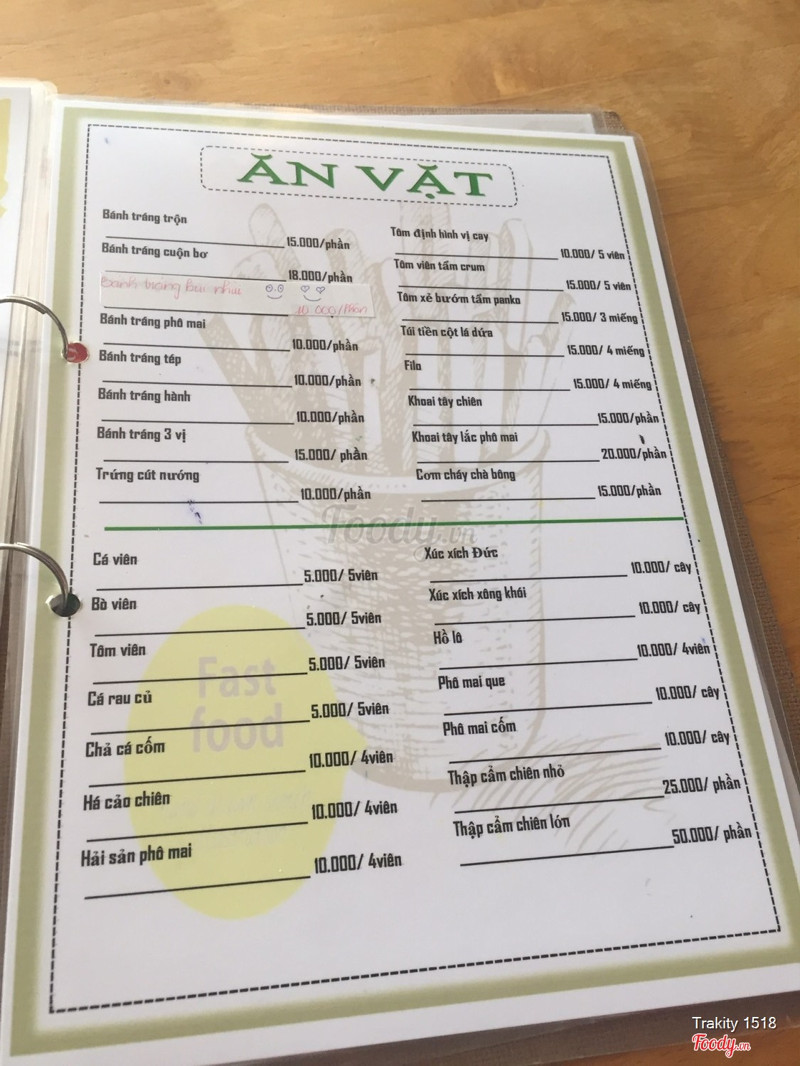 ĂN VẶT
Bánh tráng trộn
15.000/phần
Bánh tráng cuộn bơ
18.000/phần
Bánh tráng bùi nhùi
10.000/phần
Bánh tráng phô mai
10.000/phần
Bánh tráng tép
10.000/phần
Bánh tráng hành
10.000/phần
Bánh tráng 3 vị
15.000/ phần
Trứng cút nướng
10.000/phần
Tôm định hình vị cay
10.000/ 5 viên
Tôm viên tẩm crum
15.000/ 5 viên
Tôm xẻ bướm tẩm panko
15.000/ 3 miếng
Túi tiền cột lá dứa
15.000/ 4 miếng
Filo
15.000/ 4 miếng
Khoai tây chiên
15.000/phần
Khoai tây lắc phô mai
20.000/phần
Cơm cháy chà bông
15.000/phần
Foody.vn
Cá viên
5.000/ 5viên
Bò viên
5.000/ 5viên
Tôm viên
5.000/ 5viên
Cá rau củ
5.000/ 5viên
Chả cá cốm
10.000/ 4viên
Há cảo chiên
10.000/ 4viên
Hải sản phô mai
10.000/ 4viên
Fast
food
Xúc xích Đức
10.000/ cây
Xúc xích xông khói
10.000/ cây
Hồ lô
10.000/ 4viên
Phô mai que
10.000/ cây
Phô mai cốm
10.000/ cây
Thập cẩm chiên nhỏ
25.000/ phần
Thập cẩm chiên lớn
50.000/ phần
Trakity 1518
Foody.vn